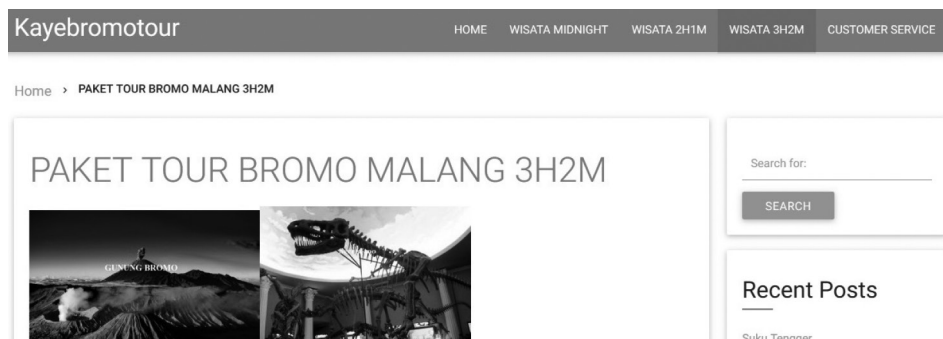 Kayebromotour
HOME WISATA MIDNIGHT WISATA 2H1M WISATA 3H2M CUSTOMER SERVICE
Home › PAKET TOUR BROMO MALANG 3H2M
PAKET TOUR BROMO MALANG 3H2M
GUNUNG BROMO
Search for:
SEARCH
Recent Posts
Suku Tengger